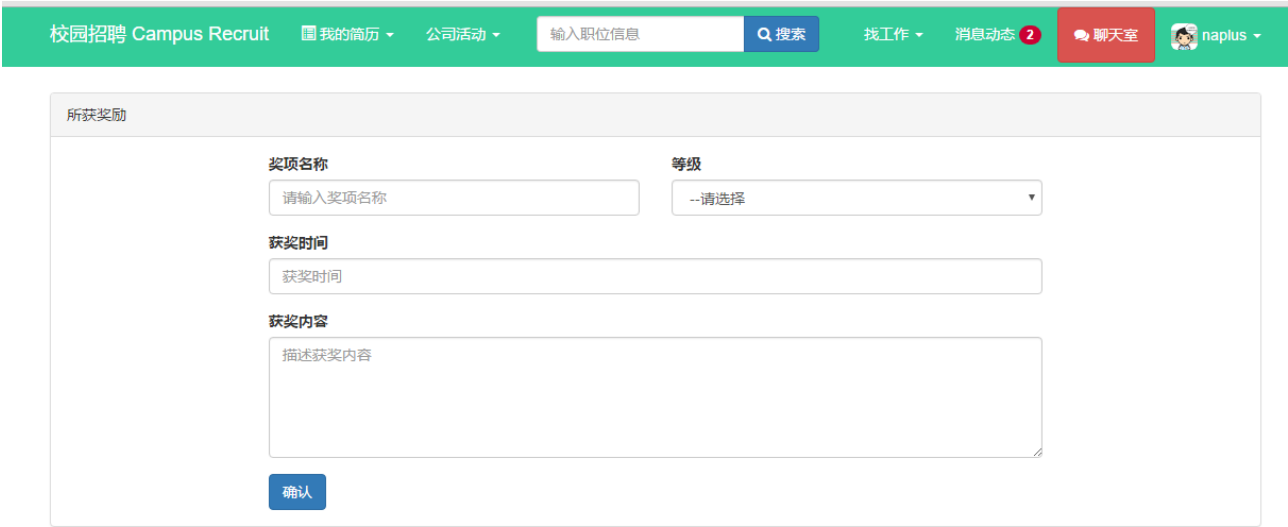 校园招聘 Campus Recruit 我的简历 公司活动 输入职位信息 搜索 找工作 消息动态 2 聊天室 naplus
所获奖励
奖项名称 等级
请输入奖项名称 --请选择
获奖时间
获奖时间
获奖内容
描述获奖内容
确认